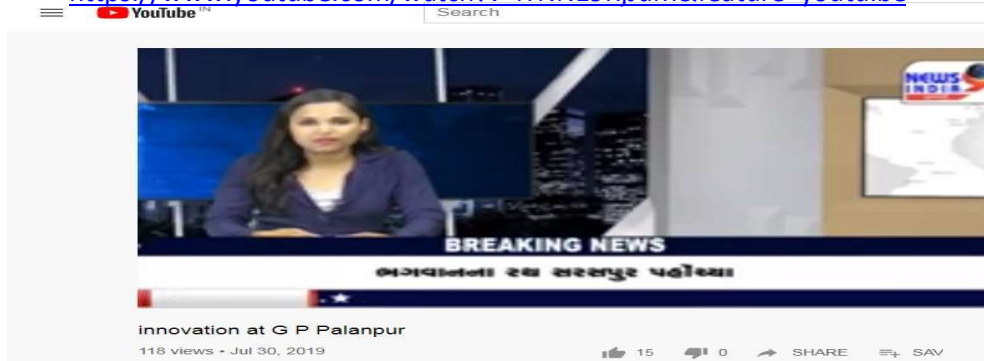 YouTube IN
Search
NEWS
INDIA
BREAKING NEWS
ભગવાનના રથ સરસપુર પહોંચ્યા
innovation at G P Palanpur
118 views • Jul 30, 2019
15 0 SHARE SAV